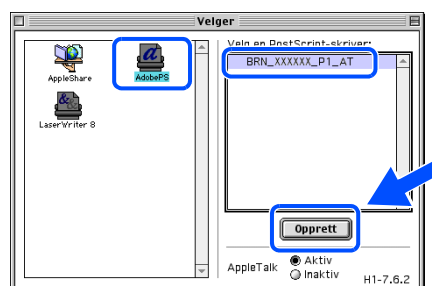 Velger
AppleShare
AdobePS
LaserWriter 8
Velg en PostScript-skriver:
BRN_XXXXXX_P1_AT
Opprett
AppleTalk
Aktiv
Inaktiv
H1-7.6.2